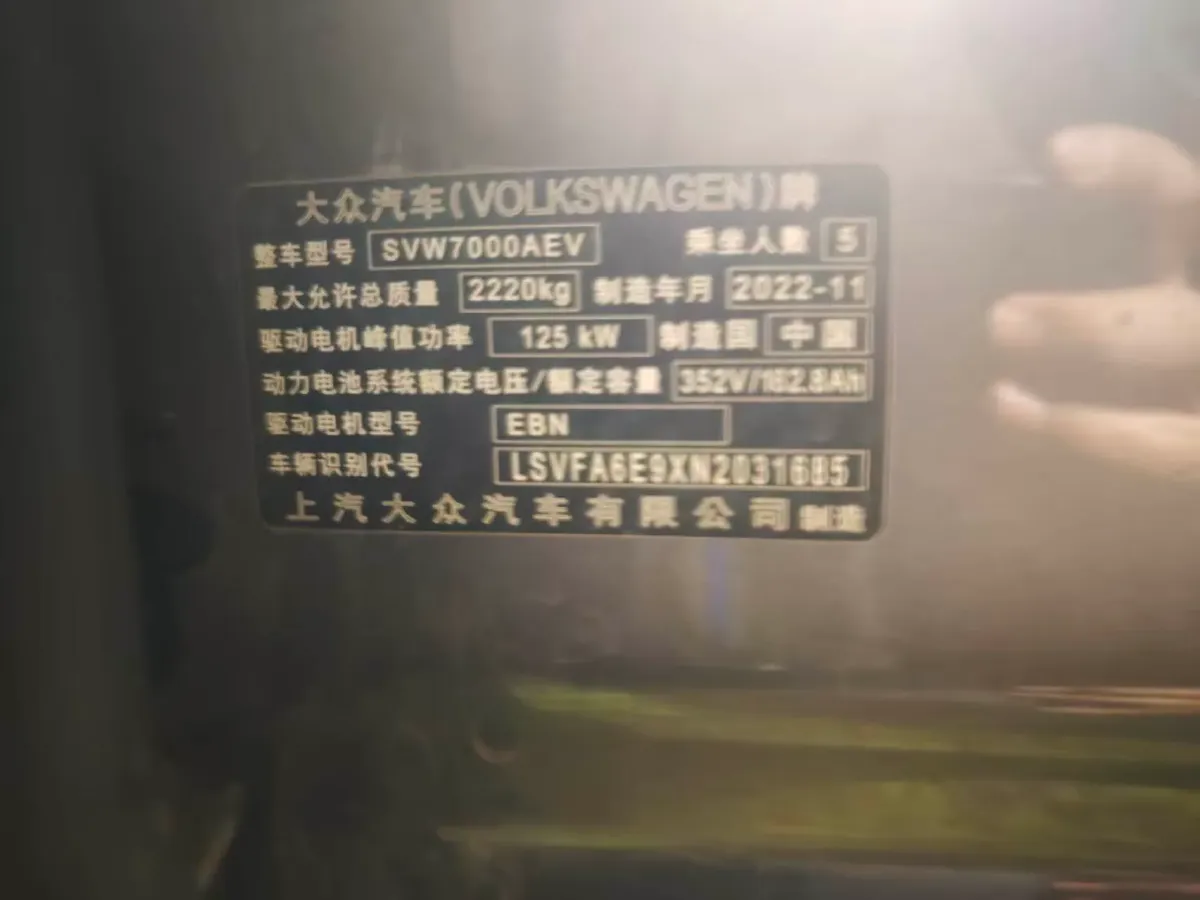 大众汽车(VOLKSWAGEN)牌
整车型号 SVW7000AEV 乘坐人数 5
最大允许总质量 2220kg 制造年月 2022-11
驱动电机峰值功率 125 kW 制造国 中国
动力电池系统额定电压/额定容量 352V/162.8Ah
驱动电机型号 EBN
车辆识别代号 LSVFA6E9XN2031685
上汽大众汽车有限公司 制造